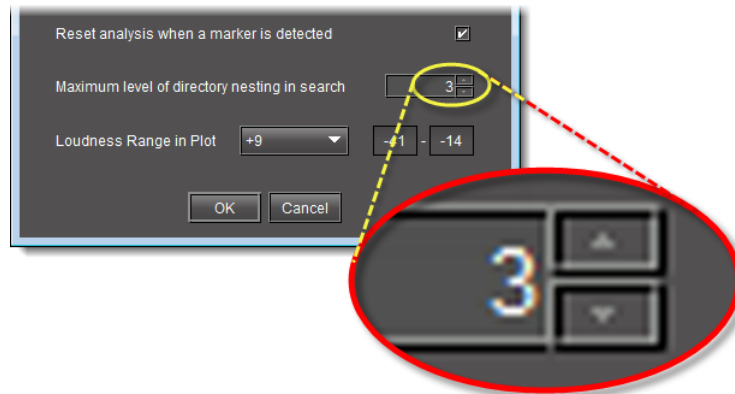 Reset analysis when a marker is detected
Maximum level of directory nesting in search 3
Loudness Range in Plot +9 -41 - -14
OK Cancel
3